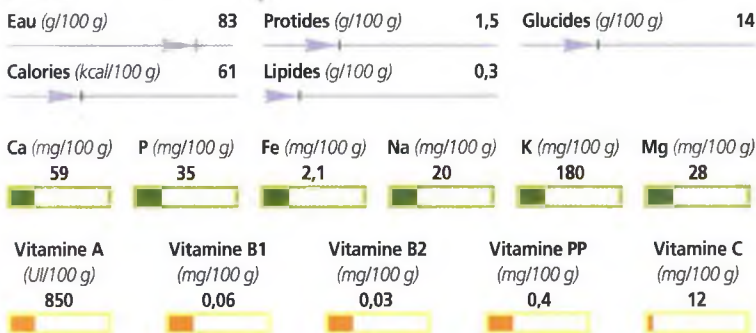 Eau (g/100 g) 83 Protides (g/100 g) 1,5 Glucides (g/100 g) 14
Calories (kcal/100 g) 61 Lipides (g/100 g) 0,3
Ca (mg/100 g) P (mg/100 g) Fe (mg/100 g) Na (mg/100 g) K (mg/100 g) Mg (mg/100 g)
59 35 2,1 20 180 28
Vitamine A Vitamine B1 Vitamine B2 Vitamine PP Vitamine C
(UI/100 g) (mg/100 g) (mg/100 g) (mg/100 g) (mg/100 g)
850 0,06 0,03 0,4 12